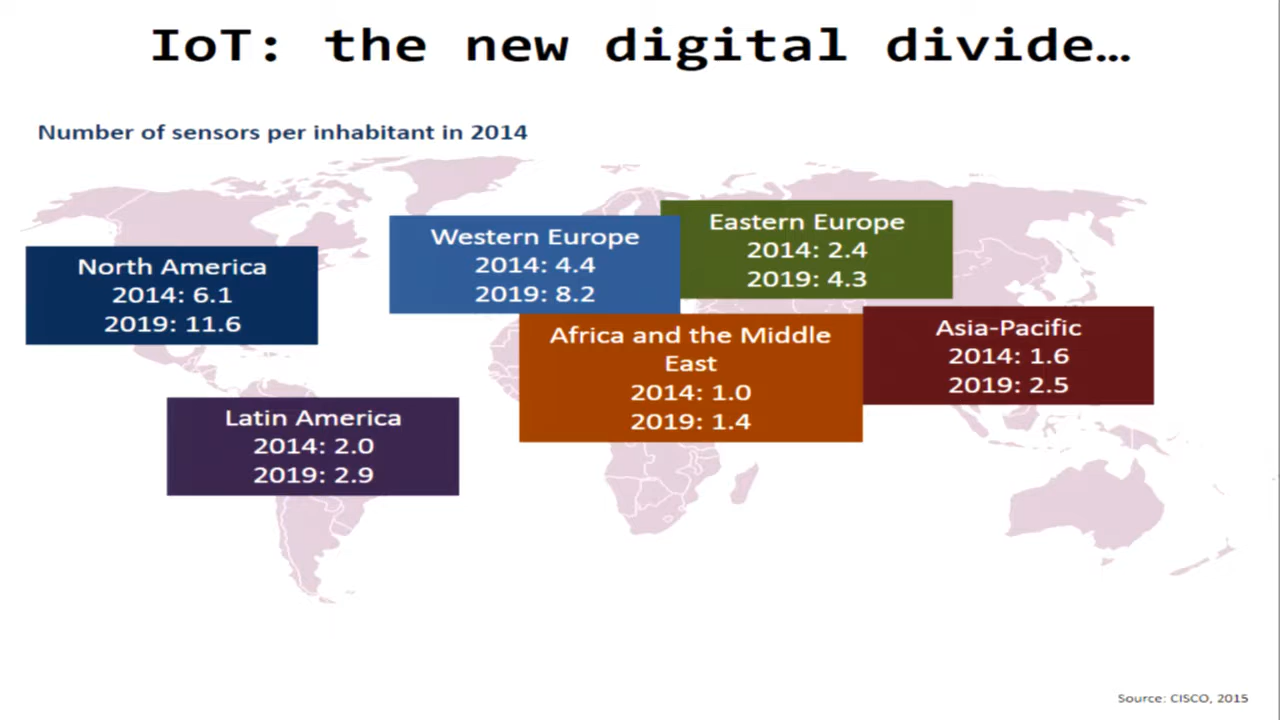 IoT: the new digital divide…
Number of sensors per inhabitant in 2014
North America
2014: 6.1
2019: 11.6
Western Europe
2014: 4.4
2019: 8.2
Eastern Europe
2014: 2.4
2019: 4.3
Africa and the Middle
East
2014: 1.0
2019: 1.4
Asia-Pacific
2014: 1.6
2019: 2.5
Latin America
2014: 2.0
2019: 2.9
Source: CISCO, 2015